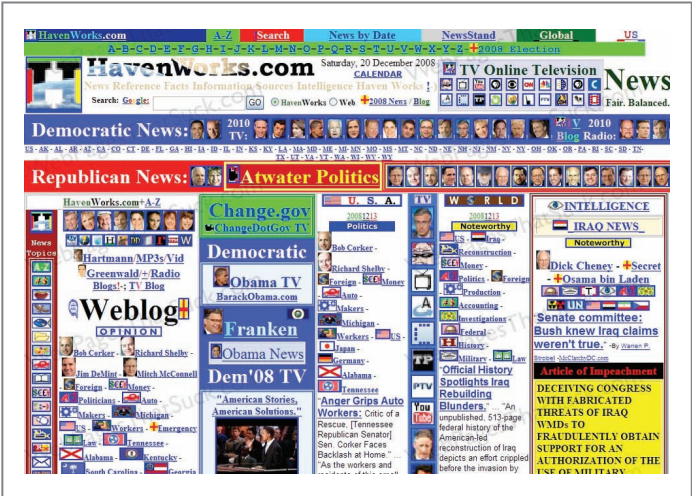 HavenWorks.com A-Z Search News by Date NewsStand Global US
A-B-C-D-E-F-G-H-I-J-K-L-M-N-O-P-Q-R-S-T-U-V-W-X-Y-Z-2008 Election
HavenWorks.com
Saturday, 20 December 2008
CALENDAR
News Reference Facts Information Sources Intelligence Haven Works !
Search: Google: GO HavenWorks Web 2008 News / Blog
TV Online Television
News
Fair. Balanced.
Democratic News: 2010 TV: 2010 Radio:
V Blog
US - AK - AL - AR - AZ - CA - CO - CT - DE - FL - GA - HI - IA - ID - IL - IN - KS - KY - LA - MA - MD - ME - MI - MN - MO - MS - MT - NC - ND - NE - NH - NJ - NM - NV - NY - OH - OK - OR - PA - RI - SC - SD - TN-
TX - UT - VA - VT - WA - WI - WV - WY
Republican News: Atwater Politics
HavenWorks.com+A-Z
News
Topics
A-Z
Hartmann/MP3s/Vid
Greenwald/+/Radio
Blogs!-; TV Blog
Weblog
OPINION
Bob Corker - Richard Shelby -
Jim DeMint - Mitch McConnell
- Foreign - Money
- Politicians - Auto -
Makers - Michigan -
US - Workers - Emergency
- Law - Tennessee -
Alabama - Kentucky -
South Carolina - Georgia
Change.gov
ChangeDotGov TV
Democratic
Obama TV
BarackObama.com
Franken
Obama News
Dem'08 TV
"American Stories,
American Solutions."
U. S. A.
20081213
Politics
Bob Corker -
Richard Shelby -
Foreign - Money
- Auto -
Makers -
Michigan -
Workers - US -
Japan -
Germany -
Alabama -
Tennessee
"Anger Grips Auto
Workers: Critic of a
Rescue, [Tennessee
Republican Senator]
Sen. Corker Faces
Backlash at Home." ...
"As the workers and
TV
TP
PTV
You
Tube
WORLD
20081213
Noteworthy
US - Iraq -
Reconstruction -
Money -
Politics - Foreign
- Production -
Accounting -
Investigations -
Federal -
History -
Military - Law
"Official History
Spotlights Iraq
Rebuilding
Blunders," ... "An
unpublished, 513-page
federal history of the
American-led
reconstruction of Iraq
depicts an effort crippled
before the invasion by
INTELLIGENCE
IRAQ NEWS
Noteworthy
Dick Cheney - Secret
- Osama bin Laden
UN
"Senate committee:
Bush knew Iraq claims
weren't true." -By Warren P.
Strobel -McClatchyDC.com
Article of Impeachment
DECEIVING CONGRESS
WITH FABRICATED
THREATS OF IRAQ
WMDs TO
FRAUDULENTLY OBTAIN
SUPPORT FOR AN
AUTHORIZATION OF THE
USE OF MILITARY